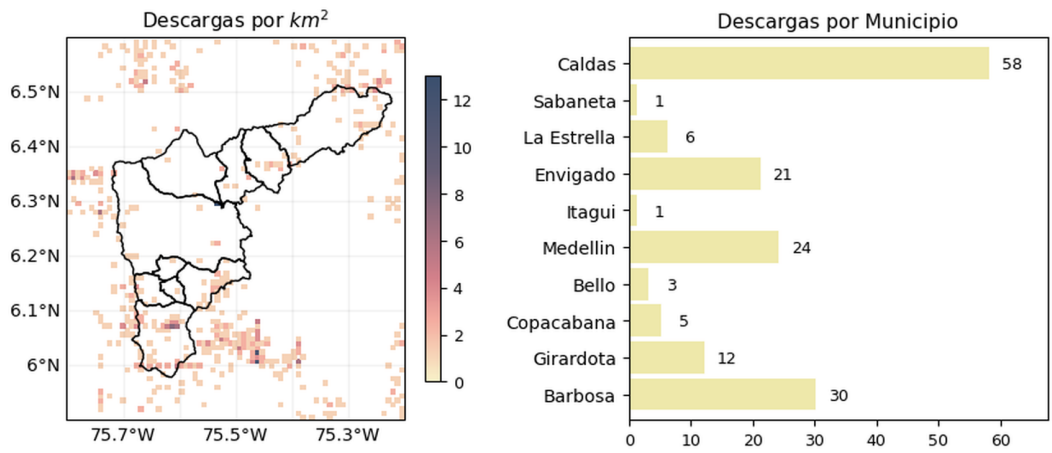 Descargas por km²
6.5°N
6.4°N
6.3°N
6.2°N
6.1°N
6°N
75.7°W 75.5°W 75.3°W
12
10
8
6
4
2
0
Descargas por Municipio
Caldas 58
Sabaneta 1
La Estrella 6
Envigado 21
Itagui 1
Medellin 24
Bello 3
Copacabana 5
Girardota 12
Barbosa 30
0 10 20 30 40 50 60